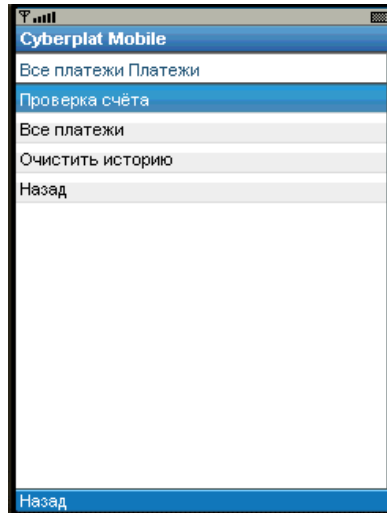 Cyberplat Mobile
Все платежи Платежи
Проверка счёта
Все платежи
Очистить историю
Назад
Назад